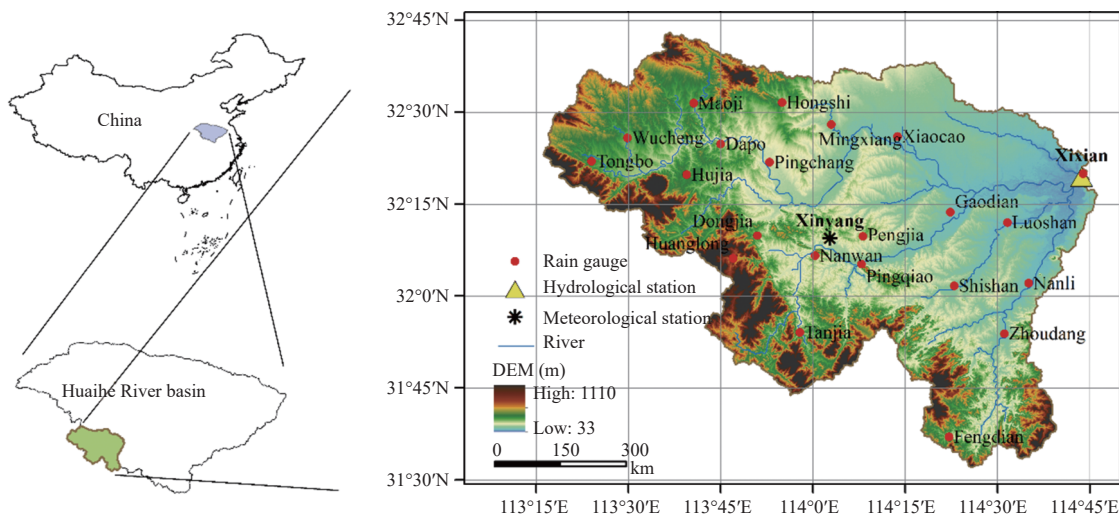 China
Huaihe River basin
32°45′N
32°30′N
32°15′N
32°0′N
31°45′N
31°30′N
Maoji
Hongshi
Wucheng
Dapo
Mingxiang
Xiaocao
Tongbo
Pingchang
Hujia
Xixian
Gaodian
Dongjia
Xinyang
Luoshan
Huanglong
Pengjia
Nanwan
Pingqiao
Shishan
Nanli
Tanjia
Zhoudang
Fengdian
Rain gauge
Hydrological station
Meteorological station
River
DEM (m)
High: 1110
Low: 33
0 150 300
km
113°15′E 113°30′E 113°45′E 114°0′E 114°15′E 114°30′E 114°45′E